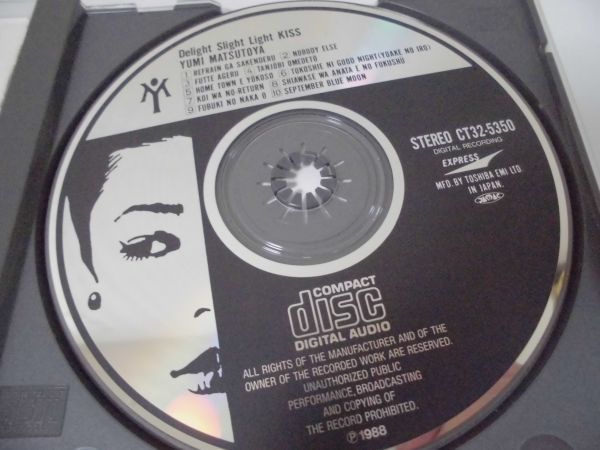 Delight Slight Light KISS
YUMI MATSUTOYA
1 REFRAIN GA SAKENDERU 2 NOBODY ELSE
3 FUTTE AGERU 4 TANJOBI OMEDETO
5 HOME TOWN E YOKOSO 6 TOKOSHIE NI GOOD NIGHT(YOAKE NO IRO)
7 KOI WA NO-RETURN 8 SHIAWASE WA ANATA E NO FUKUSHU
9 FUBUKI NO NAKA O 10 SEPTEMBER BLUE MOON
STEREO CT32-5350
DIGITAL RECORDING
EXPRESS
MFD. BY TOSHIBA EMI LTD.
IN JAPAN.
JASRAC
COMPACT
disc
DIGITAL AUDIO
ALL RIGHTS OF THE MANUFACTURER AND OF THE
OWNER OF THE RECORDED WORK ARE RESERVED.
UNAUTHORIZED PUBLIC
PERFORMANCE,BROADCASTING
AND COPYING OF
THE RECORD PROHIBITED.
Ⓟ1988